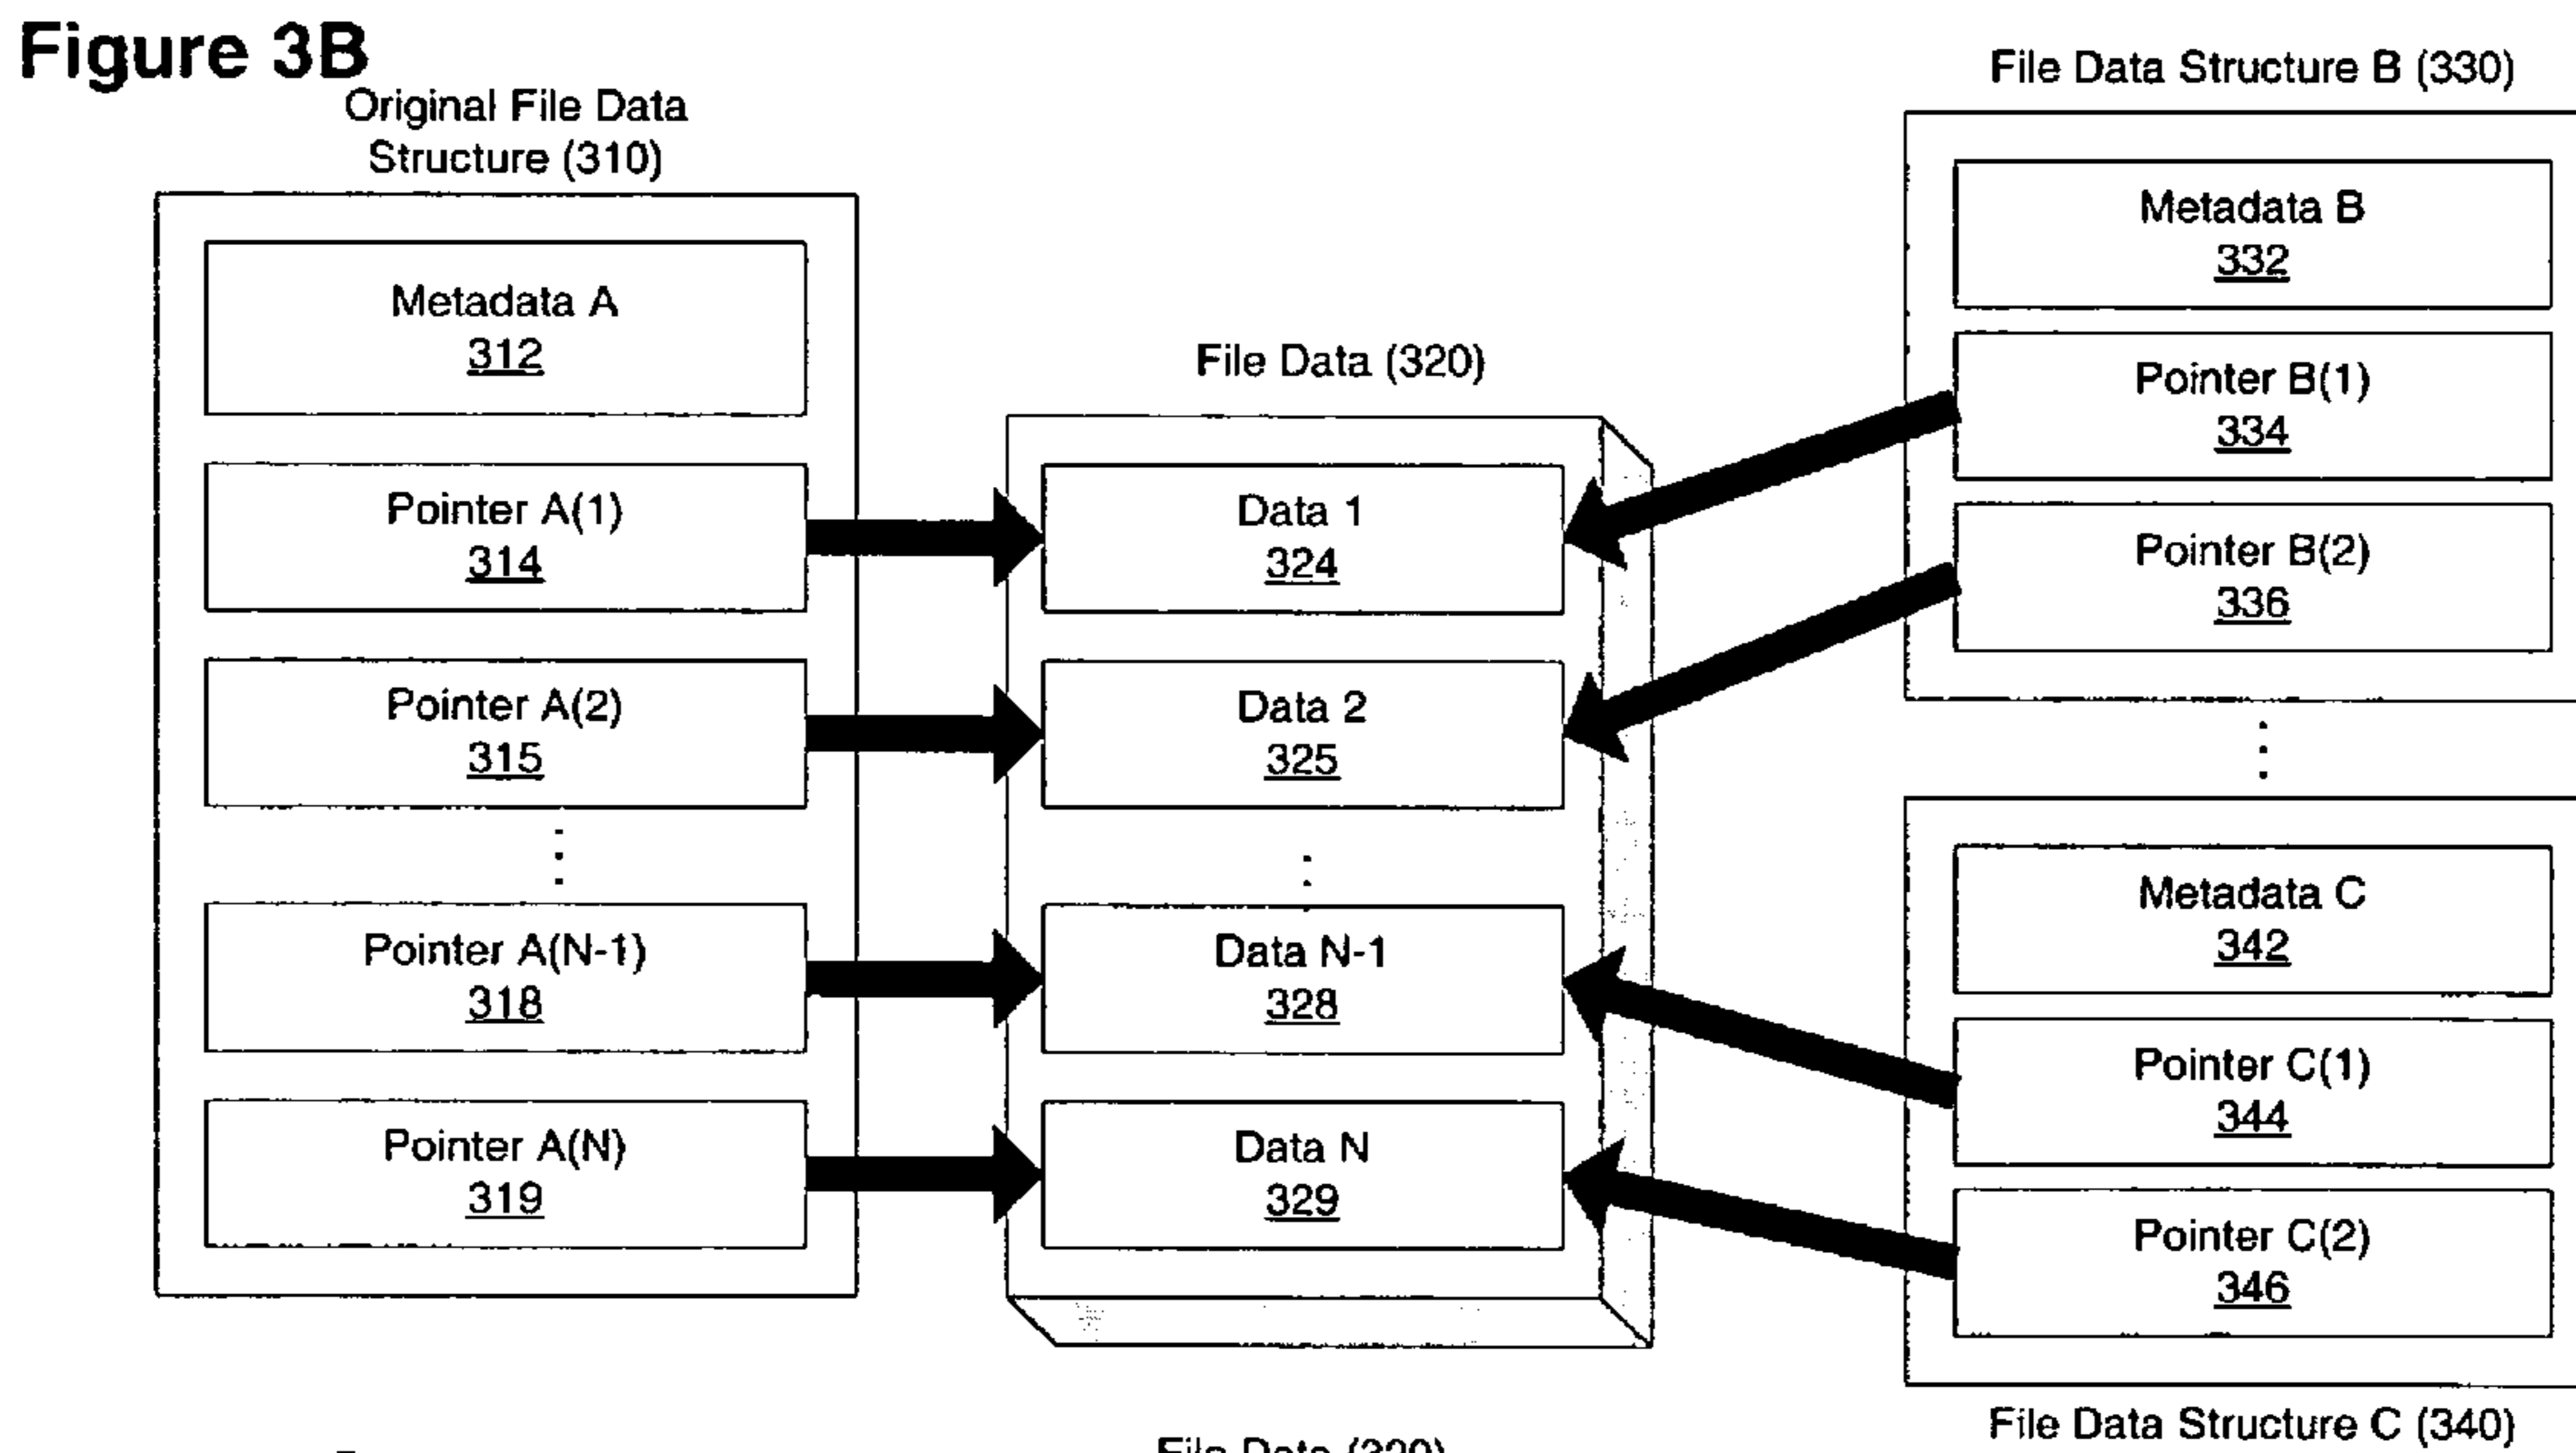 Figure 3B
Original File Data
Structure (310)
Metadata A
312
Pointer A(1)
314
Pointer A(2)
315
Pointer A(N-1)
318
Pointer A(N)
319
File Data (320)
Data 1
324
Data 2
325
Data N-1
328
Data N
329
File Data Structure B (330)
Metadata B
332
Pointer B(1)
334
Pointer B(2)
336
Metadata C
342
Pointer C(1)
344
Pointer C(2)
346
File Data Structure C (340)
File Data (320)